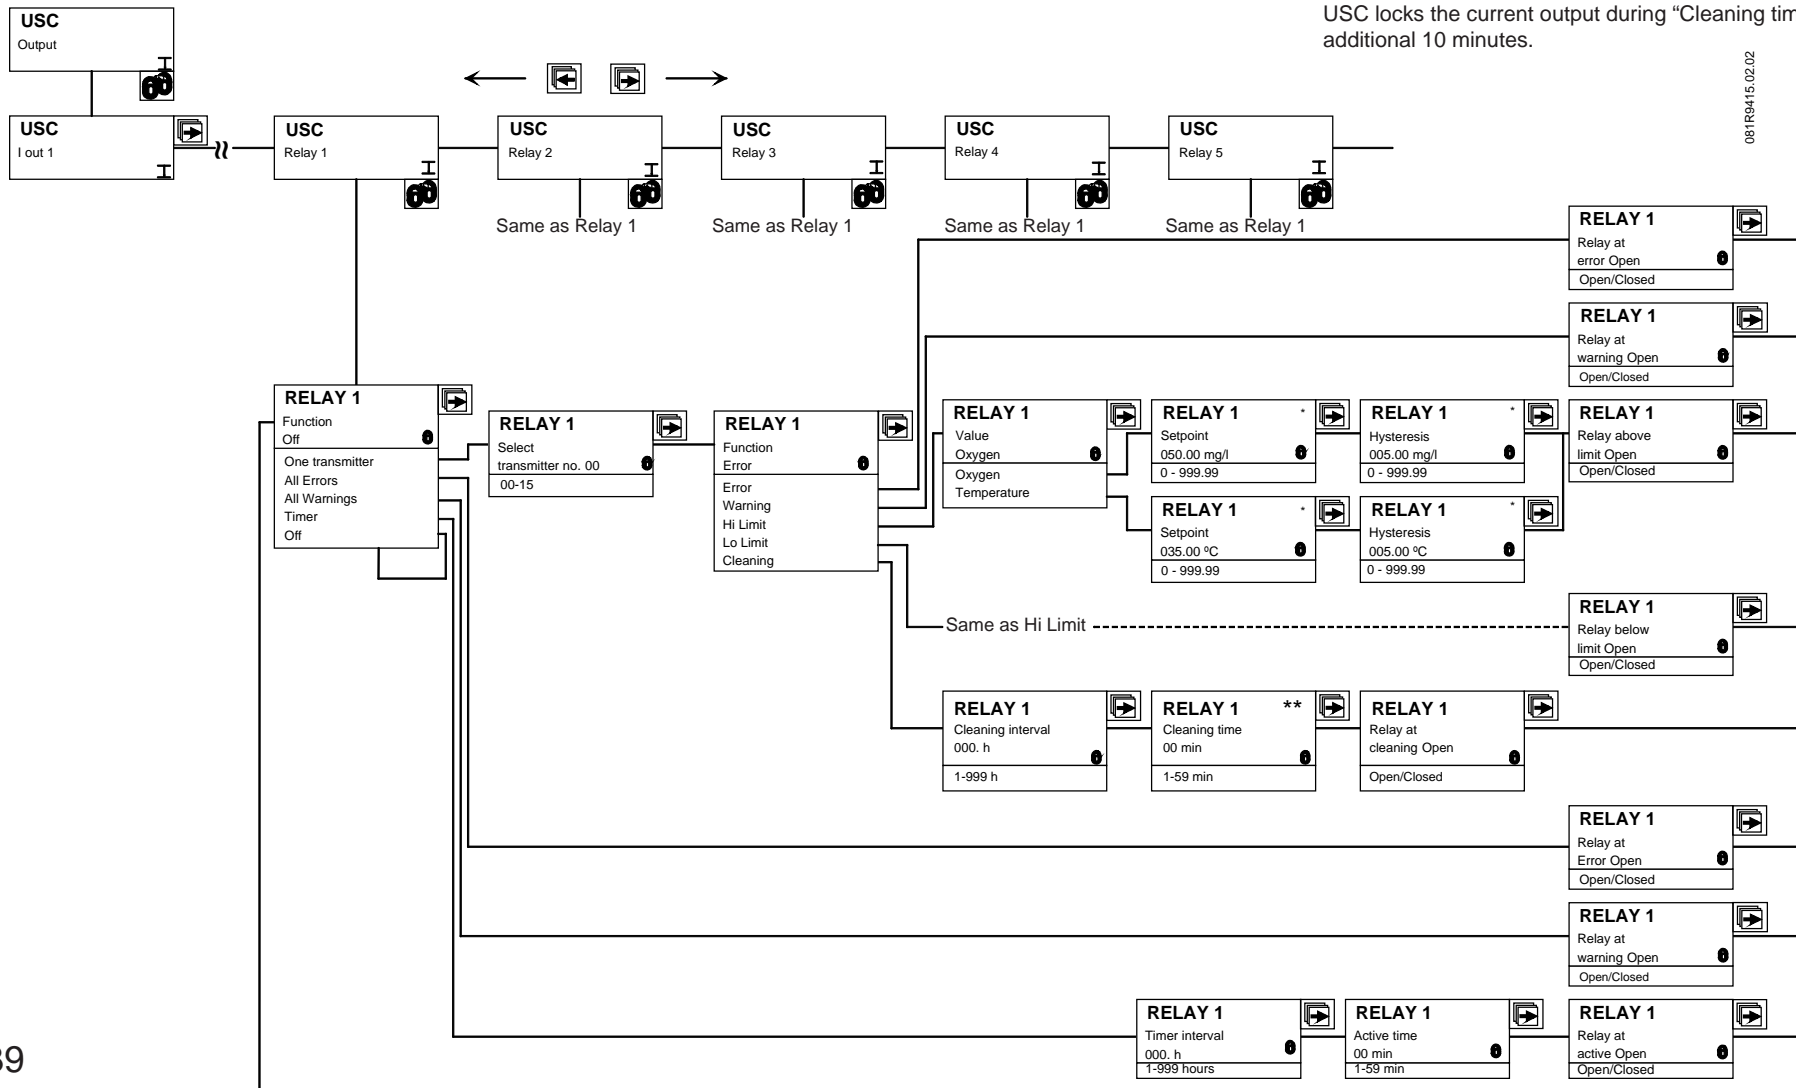 USC locks the current output during “Cleaning
additional 10 minutes.
081R9415.02.02
USC
Output
USC
I out 1
USC
Relay 1
USC
Relay 2
USC
Relay 3
USC
Relay 4
USC
Relay 5
Same as Relay 1
Same as Relay 1
Same as Relay 1
Same as Relay 1
RELAY 1
Relay at
error Open
Open/Closed
RELAY 1
Relay at
warning Open
Open/Closed
RELAY 1
Function
Off
One transmitter
All Errors
All Warnings
Timer
Off
RELAY 1
Select
transmitter no. 00
00-15
RELAY 1
Function
Error
Error
Warning
Hi Limit
Lo Limit
Cleaning
RELAY 1
Value
Oxygen
Oxygen
Temperature
RELAY 1 *
Setpoint
050.00 mg/l
0 - 999.99
RELAY 1 *
Hysteresis
005.00 mg/l
0 - 999.99
RELAY 1
Relay above
limit Open
Open/Closed
RELAY 1 *
Setpoint
035.00 ºC
0 - 999.99
RELAY 1 *
Hysteresis
005.00 ºC
0 - 999.99
Same as Hi Limit
RELAY 1
Relay below
limit Open
Open/Closed
RELAY 1
Cleaning interval
000. h
1-999 h
RELAY 1 **
Cleaning time
00 min
1-59 min
RELAY 1
Relay at
cleaning Open
Open/Closed
RELAY 1
Relay at
Error Open
Open/Closed
RELAY 1
Relay at
warning Open
Open/Closed
RELAY 1
Timer interval
000. h
1-999 hours
RELAY 1
Active time
00 min
1-59 min
RELAY 1
Relay at
active Open
Open/Closed